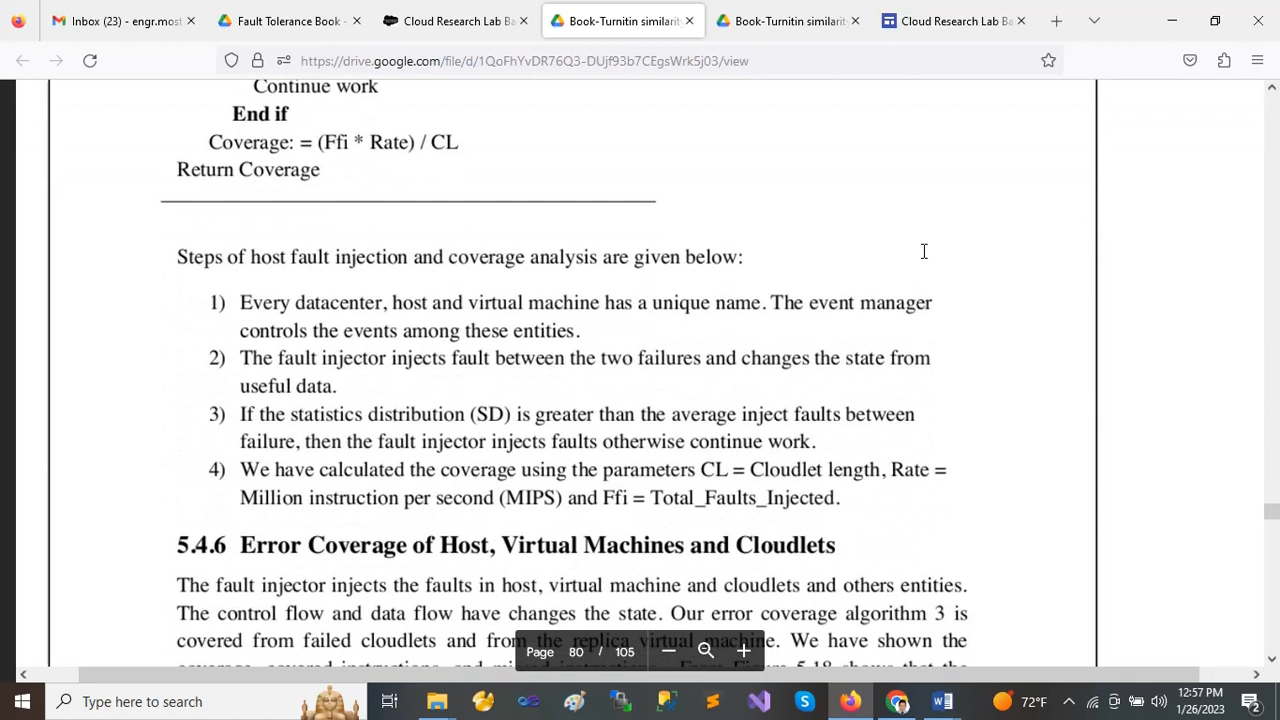 Inbox (23) - engr.most
Fault Tolerance Book -
Cloud Research Lab Ba
Book-Turnitin similarit
Book-Turnitin similarit
Cloud Research Lab Ba
https://drive.google.com/file/d/1QoFhYvDR76Q3-DUjf93b7CEgsWrk5j03/view
Continue work
End if
Coverage: = (Ffi * Rate) / CL
Return Coverage
Steps of host fault injection and coverage analysis are given below:
1) Every datacenter, host and virtual machine has a unique name. The event manager
controls the events among these entities.
2) The fault injector injects fault between the two failures and changes the state from
useful data.
3) If the statistics distribution (SD) is greater than the average inject faults between
failure, then the fault injector injects faults otherwise continue work.
4) We have calculated the coverage using the parameters CL = Cloudlet length, Rate =
Million instruction per second (MIPS) and Ffi = Total_Faults_Injected.
5.4.6 Error Coverage of Host, Virtual Machines and Cloudlets
The fault injector injects the faults in host, virtual machine and cloudlets and others entities.
The control flow and data flow have changes the state. Our error coverage algorithm 3 is
covered from failed cloudlets and from the replica virtual machine. We have shown the
Page 80 / 105
Type here to search
72°F
12:57 PM
1/26/2023
2